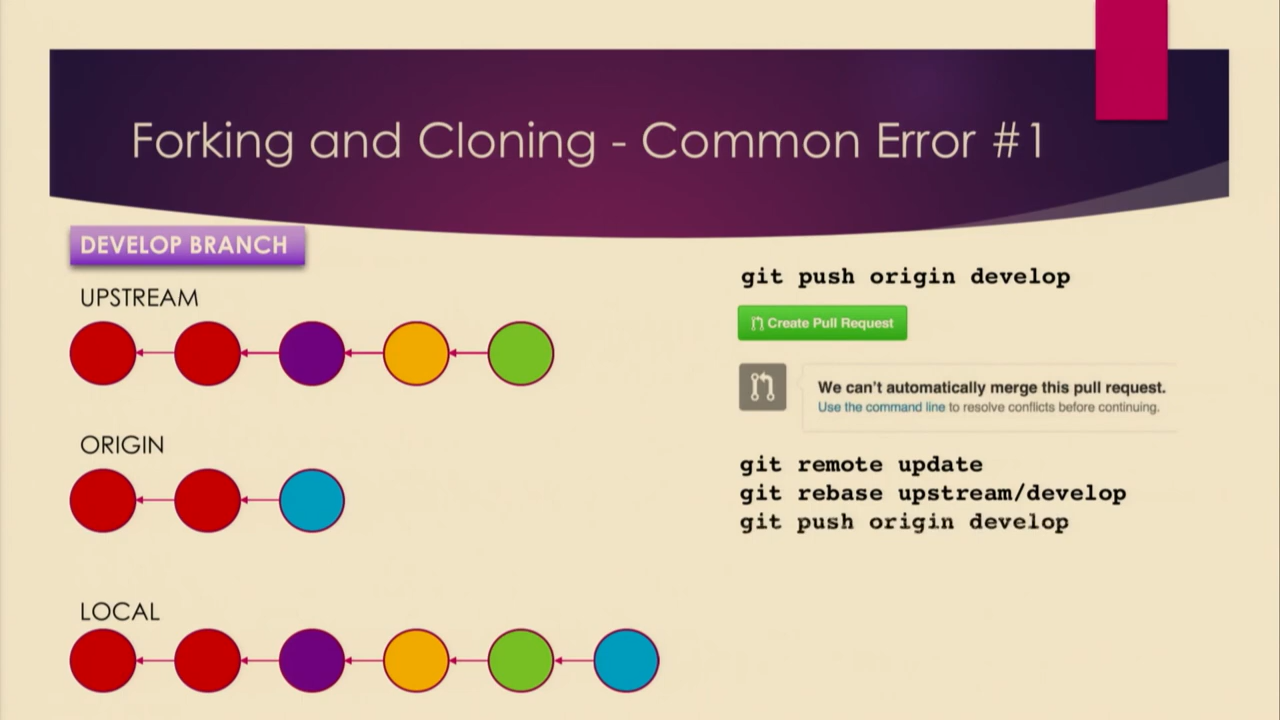 Forking and Cloning - Common Error #1
DEVELOP BRANCH
UPSTREAM
ORIGIN
LOCAL
git push origin develop
Create Pull Request
We can't automatically merge this pull request.
Use the command line to resolve conflicts before continuing.
git remote update
git rebase upstream/develop
git push origin develop